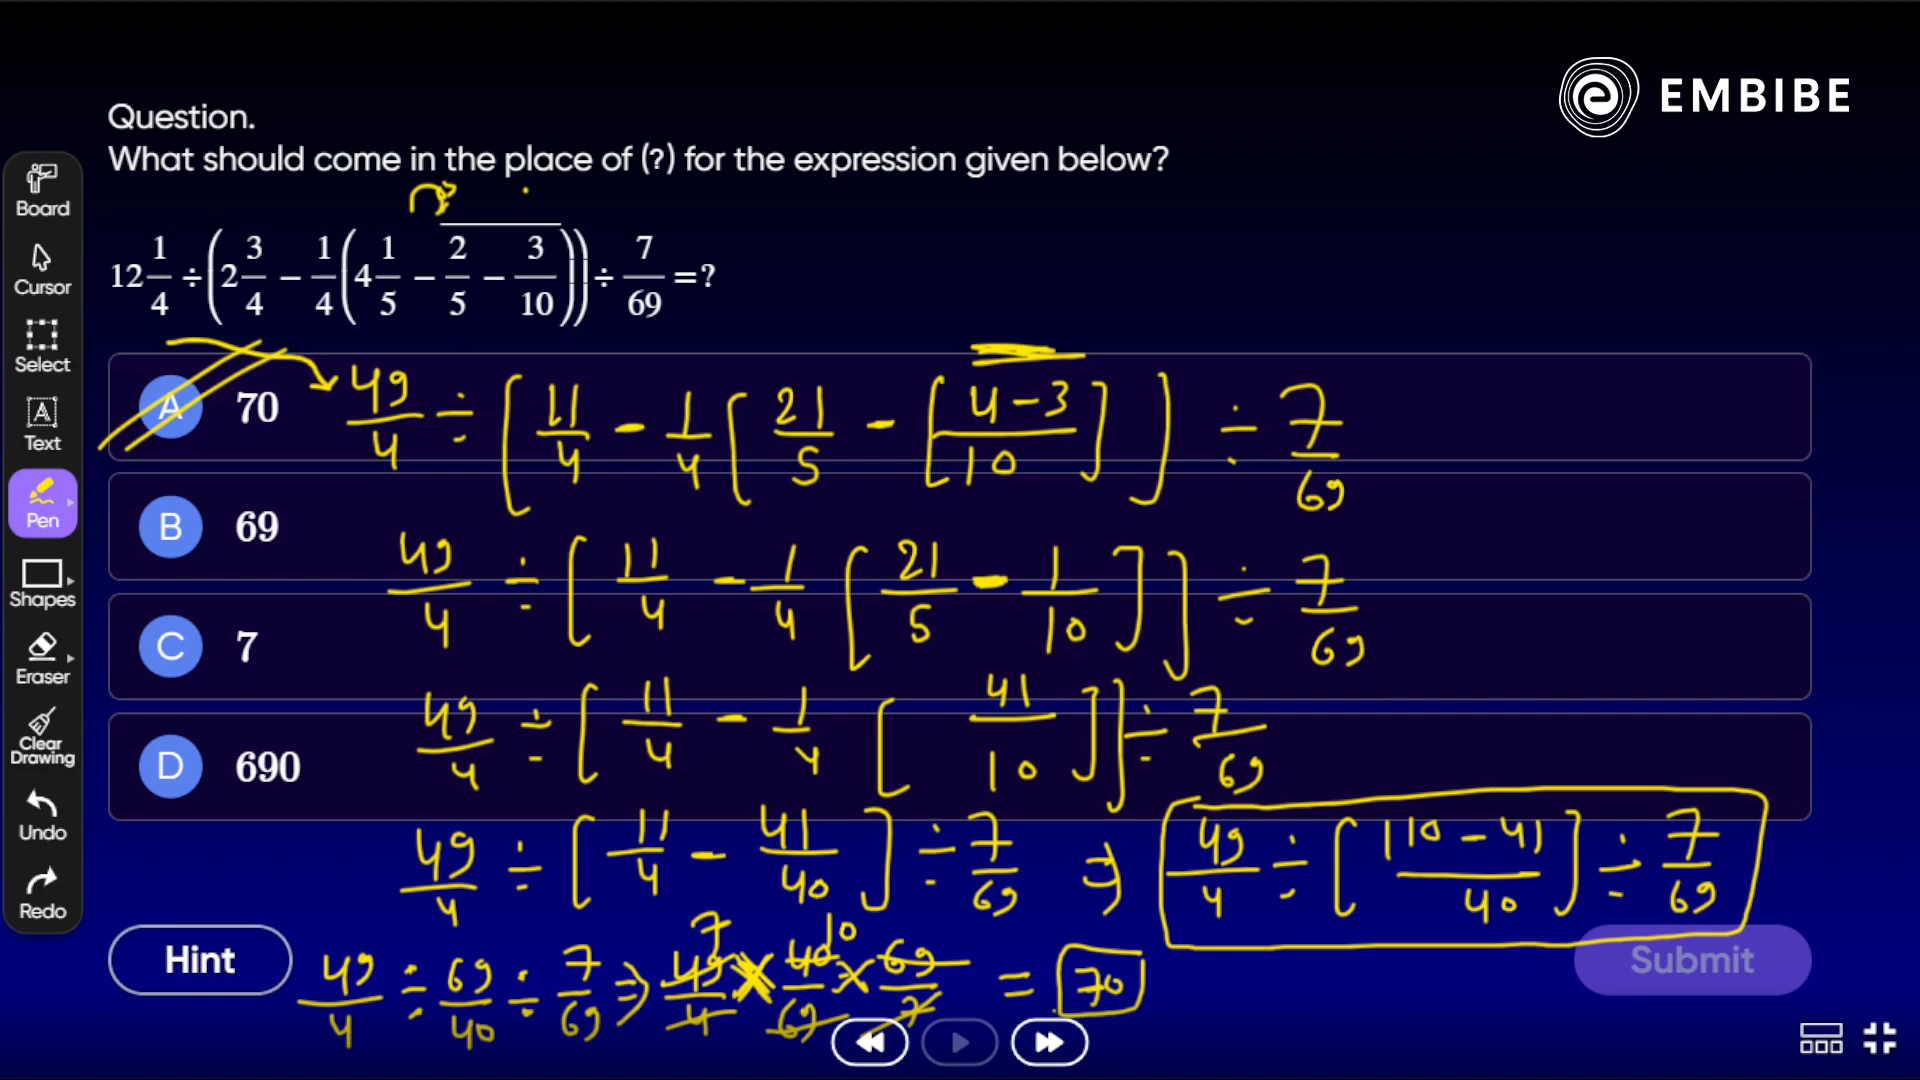 EMBIBE
Question.
What should come in the place of (?) for the expression given below?
12 1/4 ÷ (2 3/4 − 1/4 (4 1/5 − 2/5 − 3/10)) ÷ 7/69 = ?
Board
Cursor
Select
Text
Pen
Shapes
Eraser
Clear
Drawing
Undo
Redo
A 70
49/4 ÷ [11/4 - 1/4 [21/5 - [4-3/10]] ÷ 7/69
B 69
49/4 ÷ [11/4 - 1/4 [21/5 - 1/10]] ÷ 7/69
C 7
49/4 ÷ [11/4 - 1/4 [41/10]] ÷ 7/69
D 690
49/4 ÷ [11/4 - 41/40] ÷ 7/69 ⇒ 49/4 ÷ [110-41/40] ÷ 7/69
Hint
49/4 ÷ 69/40 ÷ 7/69 ⇒ 49/4 × 40/69 × 69/7 = 70
7 10
Submit